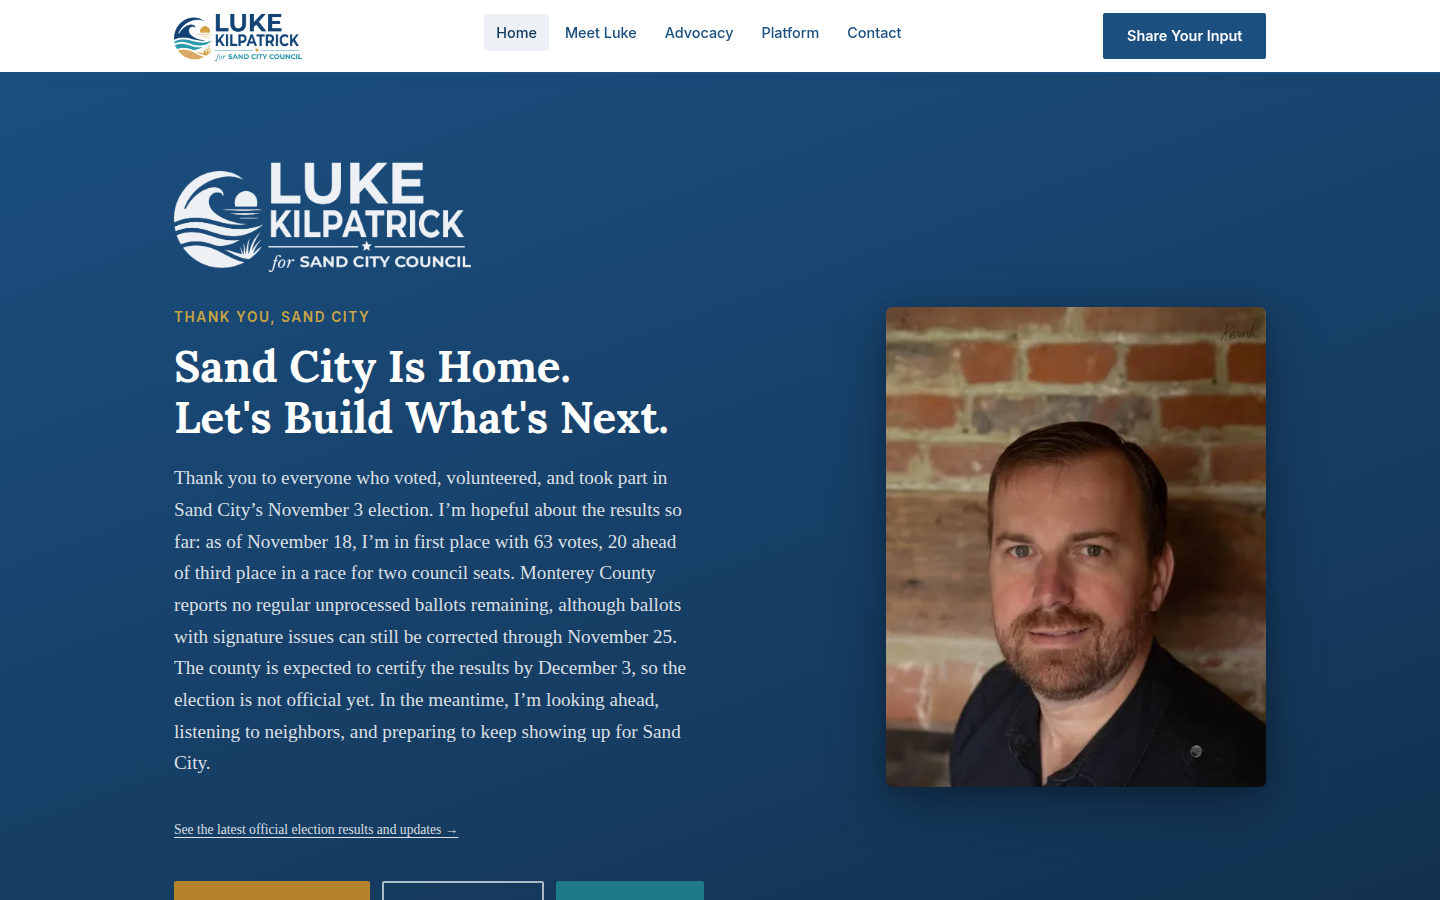 LUKE
KILPATRICK
for SAND CITY COUNCIL
Home
Meet Luke
Advocacy
Platform
Contact
Share Your Input
LUKE
KILPATRICK
for SAND CITY COUNCIL
THANK YOU, SAND CITY
Sand City Is Home.
Let's Build What's Next.
Thank you to everyone who voted, volunteered, and took part in
Sand City’s November 3 election. I’m hopeful about the results so
far: as of November 18, I’m in first place with 63 votes, 20 ahead
of third place in a race for two council seats. Monterey County
reports no regular unprocessed ballots remaining, although ballots
with signature issues can still be corrected through November 25.
The county is expected to certify the results by December 3, so the
election is not official yet. In the meantime, I’m looking ahead,
listening to neighbors, and preparing to keep showing up for Sand
City.
See the latest official election results and updates →